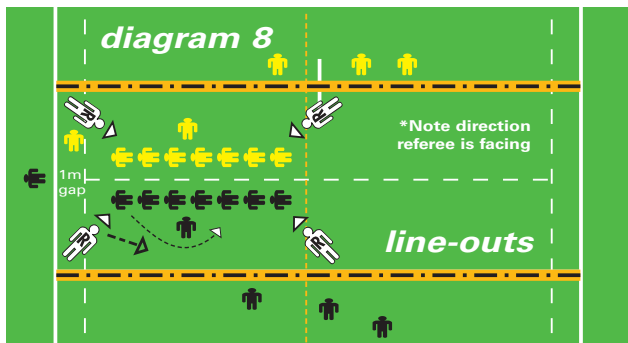 diagram 8
R
R
*Note direction
referee is facing
1m
gap
R
R
line-outs